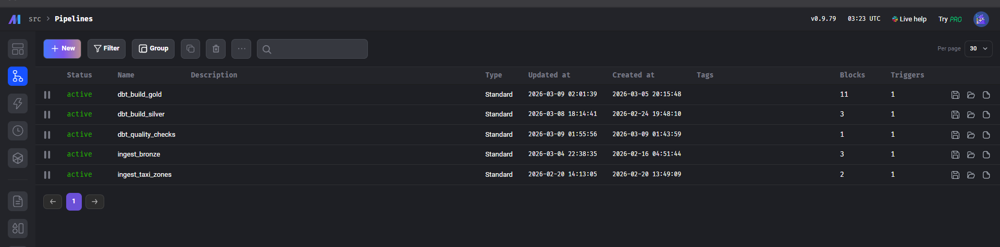 src > Pipelines v0.9.79 03:23 UTC Live help Try PRO
+ New Filter Group ... Per page 30
Status Name Description Type Updated at Created at Tags Blocks Triggers
active dbt_build_gold Standard 2026-03-09 02:01:39 2026-03-05 20:15:48 11 1
active dbt_build_silver Standard 2026-03-08 18:14:41 2026-02-24 19:48:10 3 1
active dbt_quality_checks Standard 2026-03-09 01:55:56 2026-03-09 01:43:59 1 1
active ingest_bronze Standard 2026-03-04 22:38:35 2026-02-16 04:51:44 3 1
active ingest_taxi_zones Standard 2026-02-20 14:13:05 2026-02-20 13:49:09 2 1
← 1 →